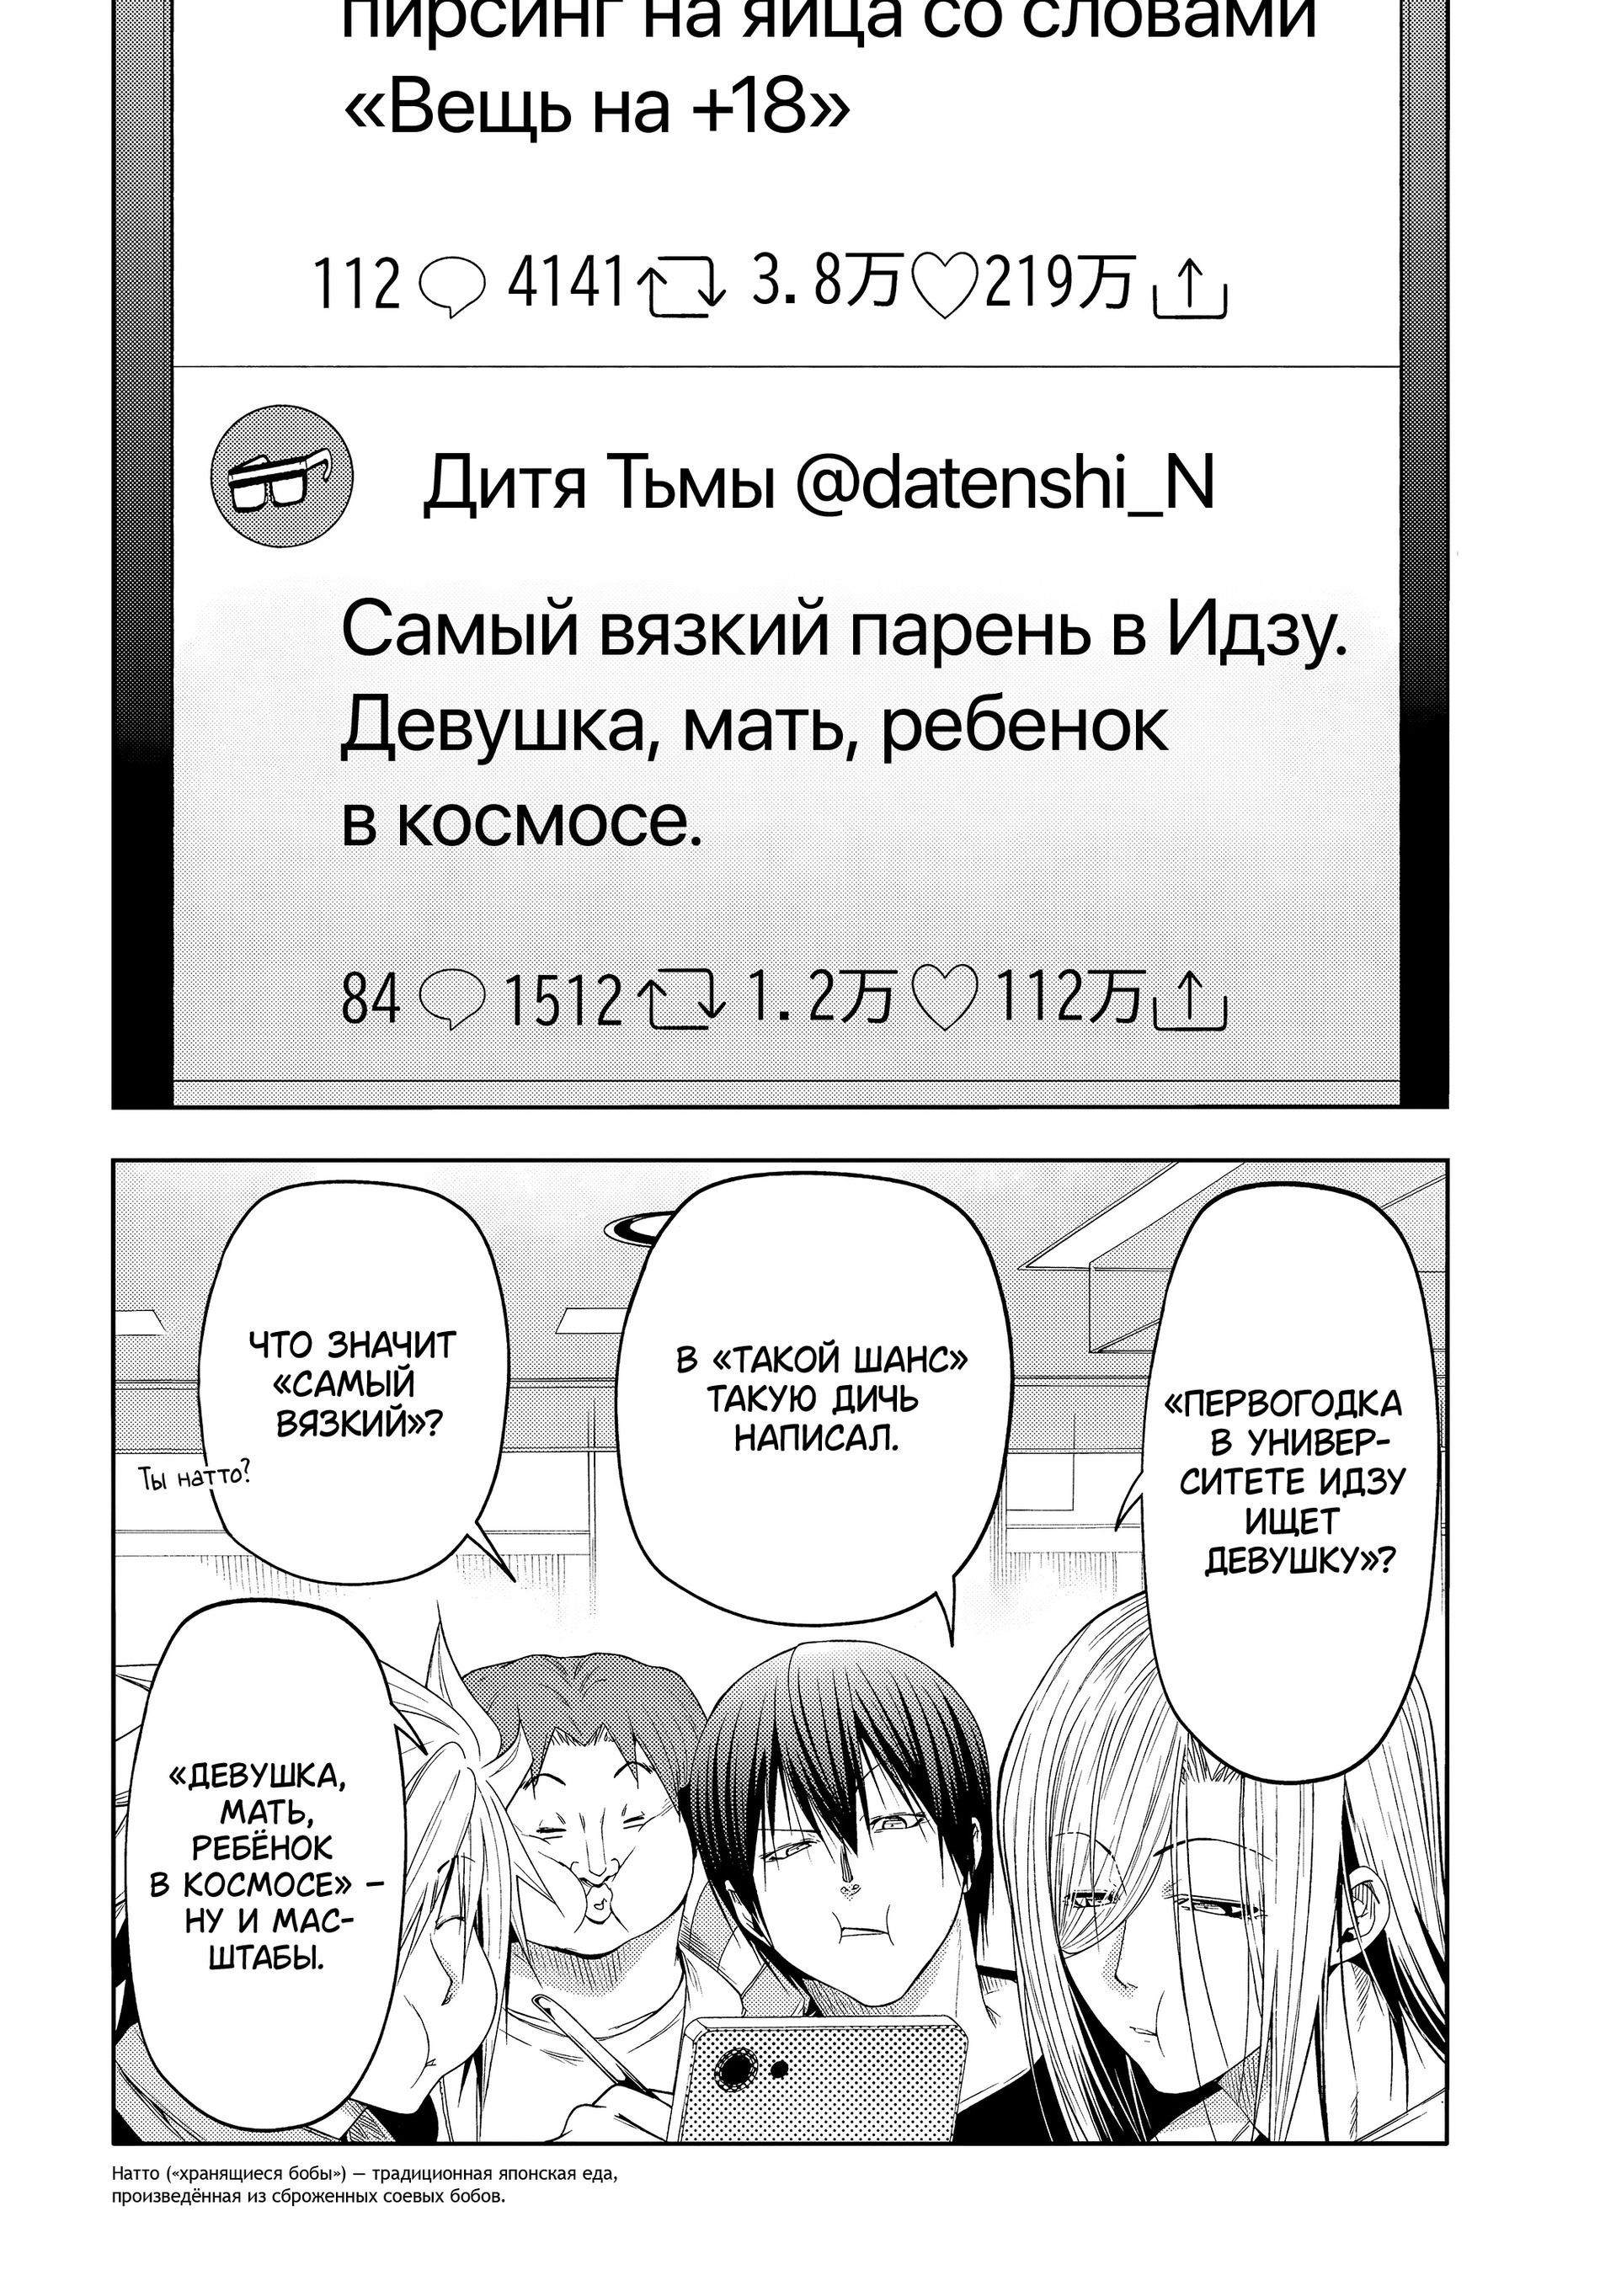 пирсинг на яйца со словами
«Вещь на +18»
112 4141 3.8万 219万
Дитя Тьмы @datenshi_N
Самый вязкий парень в Идзу.
Девушка, мать, ребенок
в космосе.
84 1512 1.2万 112万
«ПЕРВОГОДКА
В УНИВЕР-
СИТЕТЕ ИДЗУ
ИЩЕТ
ДЕВУШКУ»?
В «ТАКОЙ ШАНС»
ТАКУЮ ДИЧЬ
НАПИСАЛ.
ЧТО ЗНАЧИТ
«САМЫЙ
ВЯЗКИЙ»?
Ты натто?
«ДЕВУШКА,
МАТЬ,
РЕБЁНОК
В КОСМОСЕ» –
НУ И МАС-
ШТАБЫ.
Натто («хранящиеся бобы») — традиционная японская еда,
произведённая из сброженных соевых бобов.